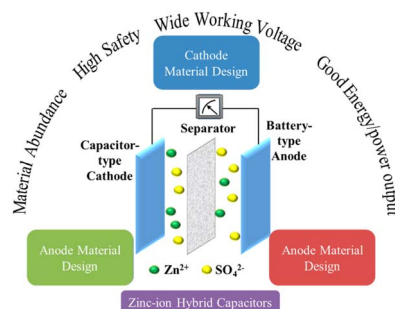 Material Abundance
High Safety
Wide Working Voltage
Good Energy/power output
Cathode
Material Design
Separator
Capacitor-
type
Cathode
Battery-
type
Anode
Anode Material
Design
Zn²⁺
SO₄²⁻
Anode Material
Design
Zinc-ion Hybrid Capacitors